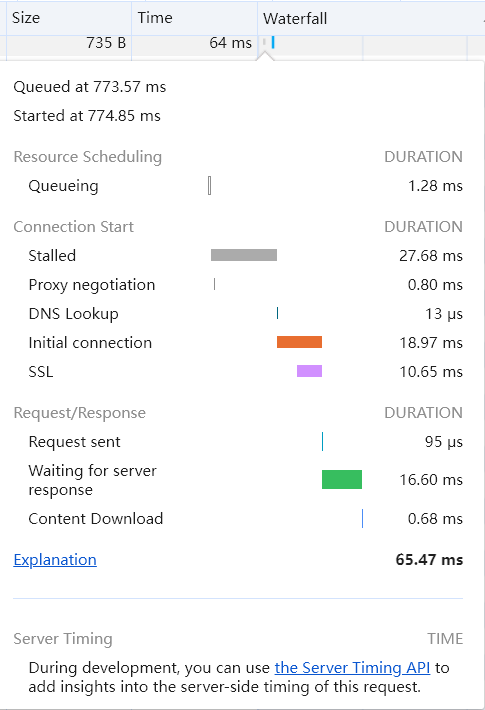 Size Time Waterfall
735 B 64 ms
Queued at 773.57 ms
Started at 774.85 ms
Resource Scheduling DURATION
Queueing 1.28 ms
Connection Start DURATION
Stalled 27.68 ms
Proxy negotiation 0.80 ms
DNS Lookup 13 μs
Initial connection 18.97 ms
SSL 10.65 ms
Request/Response DURATION
Request sent 95 μs
Waiting for server
response 16.60 ms
Content Download 0.68 ms
Explanation 65.47 ms
Server Timing TIME
During development, you can use the Server Timing API to
add insights into the server-side timing of this request.